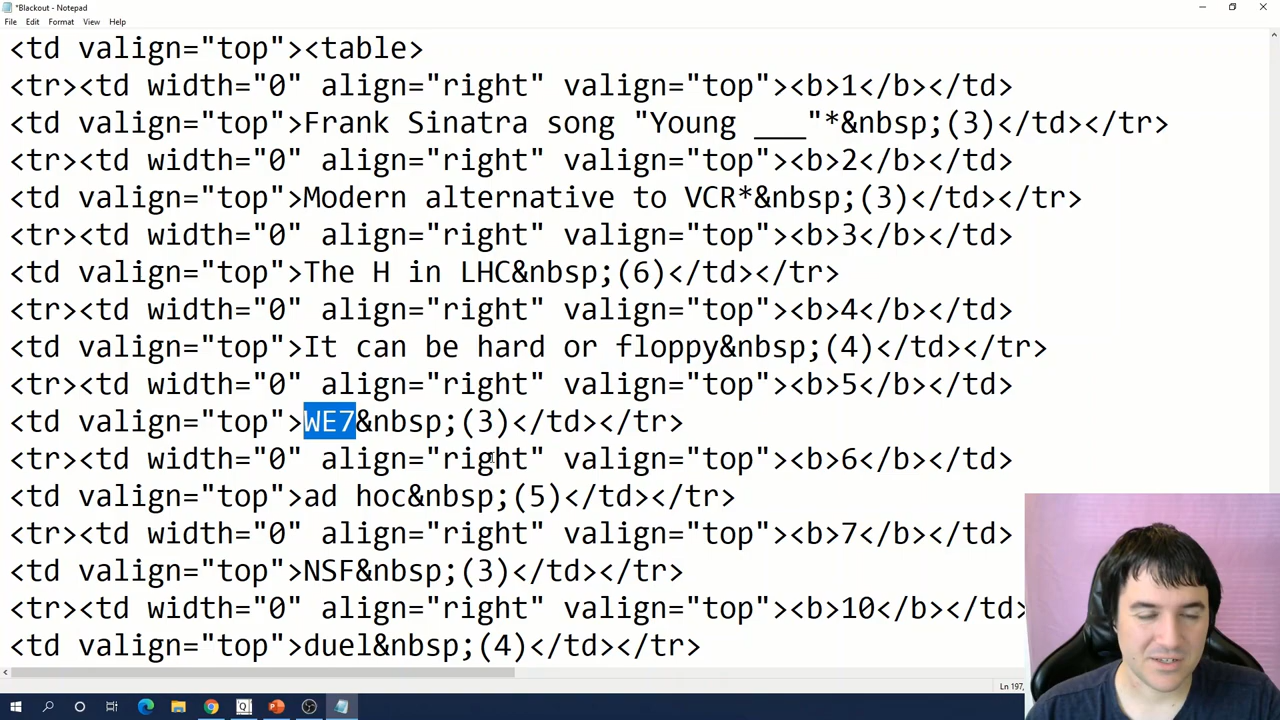 *Blackout - Notepad
File Edit Format View Help
<td valign="top"><table>
<tr><td width="0" align="right" valign="top"><b>1</b></td>
<td valign="top">Frank Sinatra song "Young ___"*&nbsp;(3)</td></tr>
<tr><td width="0" align="right" valign="top"><b>2</b></td>
<td valign="top">Modern alternative to VCR*&nbsp;(3)</td></tr>
<tr><td width="0" align="right" valign="top"><b>3</b></td>
<td valign="top">The H in LHC&nbsp;(6)</td></tr>
<tr><td width="0" align="right" valign="top"><b>4</b></td>
<td valign="top">It can be hard or floppy&nbsp;(4)</td></tr>
<tr><td width="0" align="right" valign="top"><b>5</b></td>
<td valign="top">WE7&nbsp;(3)</td></tr>
<tr><td width="0" align="right" valign="top"><b>6</b></td>
<td valign="top">ad hoc&nbsp;(5)</td></tr>
<tr><td width="0" align="right" valign="top"><b>7</b></td>
<td valign="top">NSF&nbsp;(3)</td></tr>
<tr><td width="0" align="right" valign="top"><b>10</b></td>
<td valign="top">duel&nbsp;(4)</td></tr>
Ln 197,